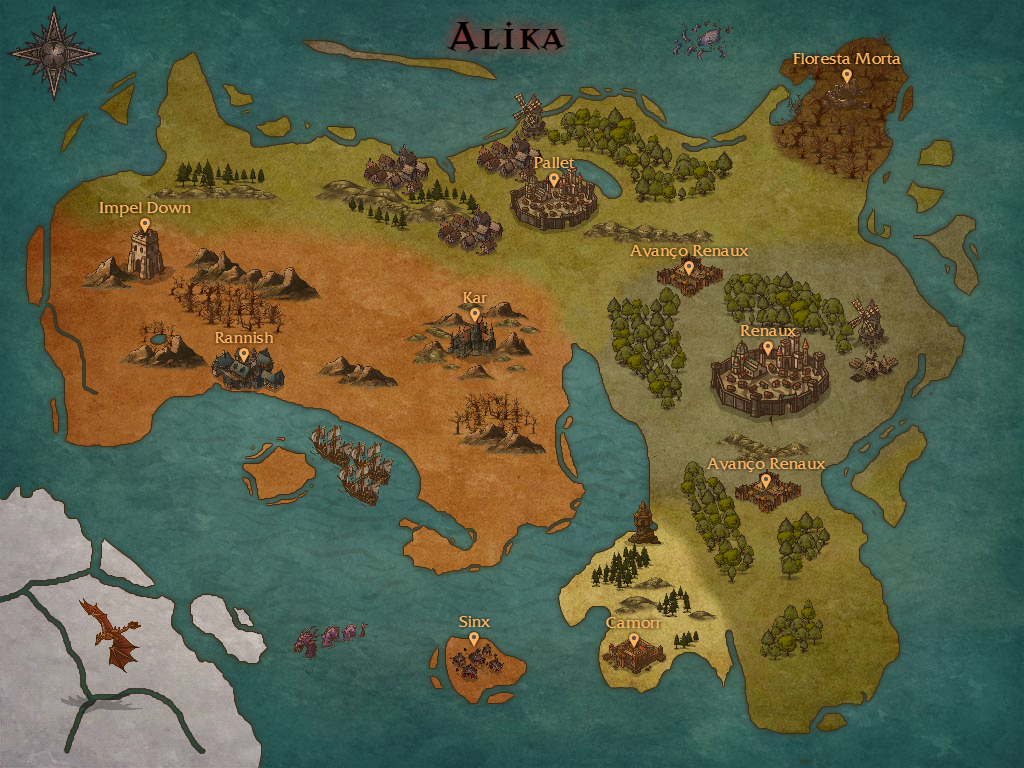 Alika
Floresta Morta
Pallet
Impel Down
Avanço Renaux
Kar
Renaux
Rannish
Avanço Renaux
Sinx
Camorr